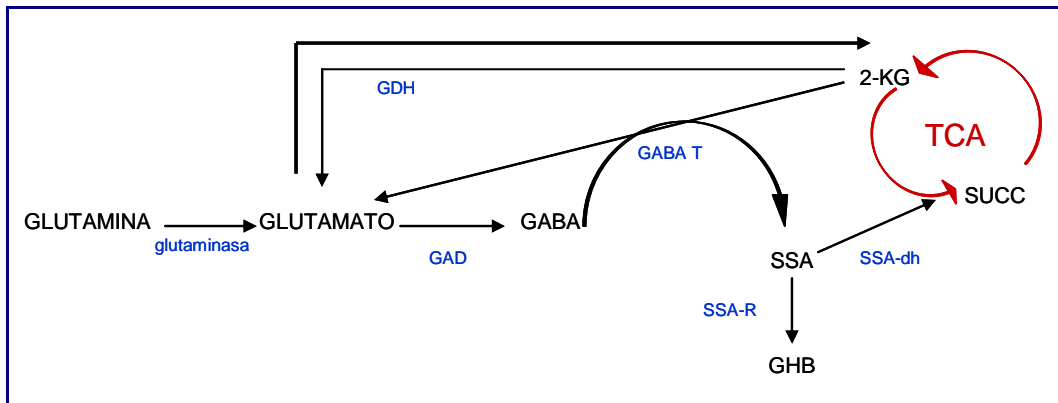 2-KG
GDH
TCA
GABA T
SUCC
GLUTAMINA
GLUTAMATO
GABA
glutaminasa
GAD
SSA
SSA-dh
SSA-R
GHB